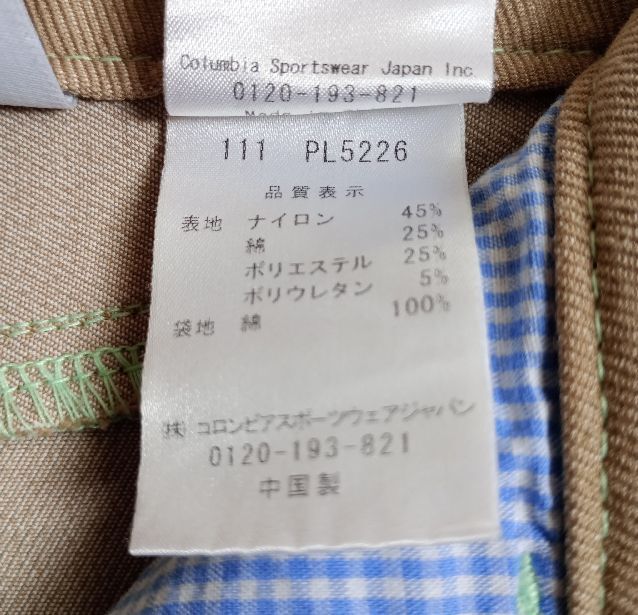 Columbia Sportswear Japan Inc
0120-193-821
111 PL5226
品質表示
表地 ナイロン 45%
綿 25%
ポリエステル 25%
ポリウレタン 5%
袋地 綿 100%
㈱ コロンビアスポーツウェアジャパン
0120-193-821
中国製